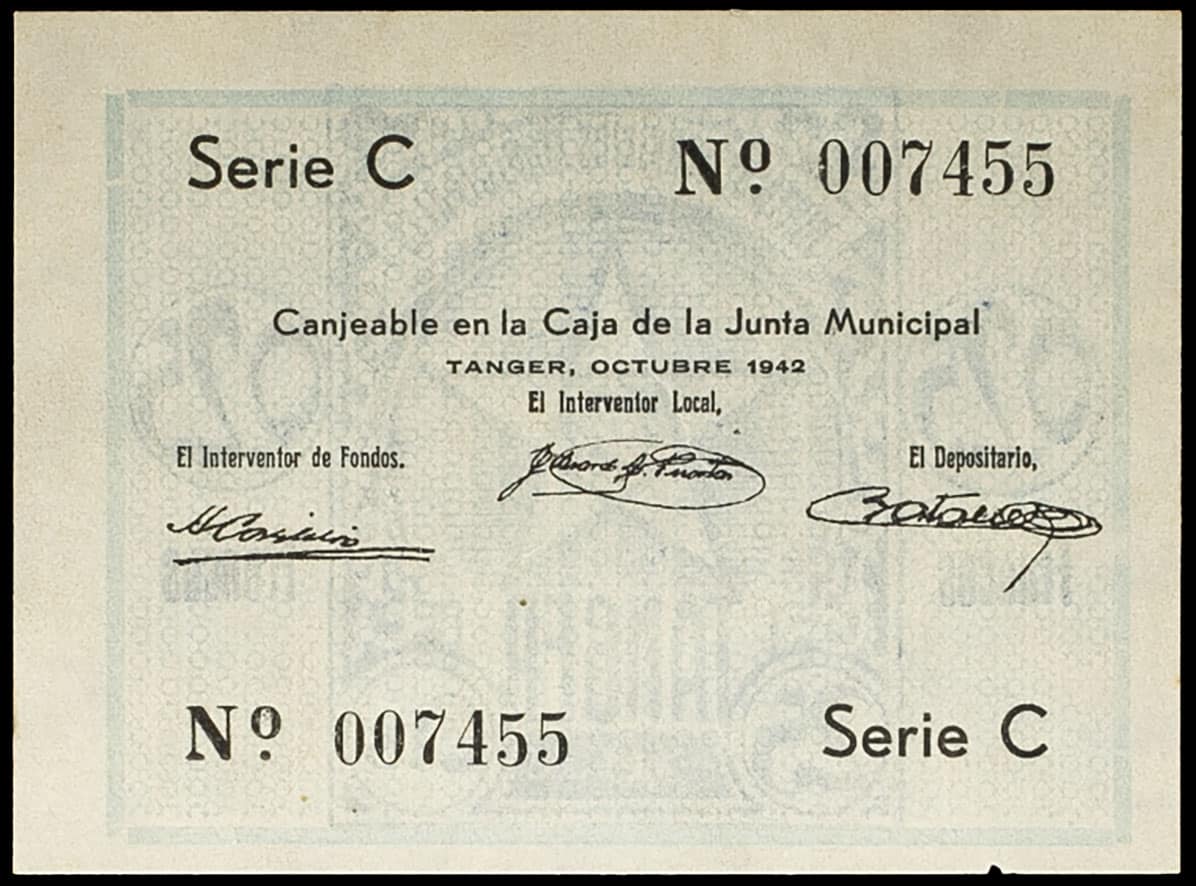 Serie C Nº 007455
Canjeable en la Caja de la Junta Municipal
TANGER, OCTUBRE 1942
El Interventor Local,
El Interventor de Fondos. El Depositario,
Nº 007455 Serie C